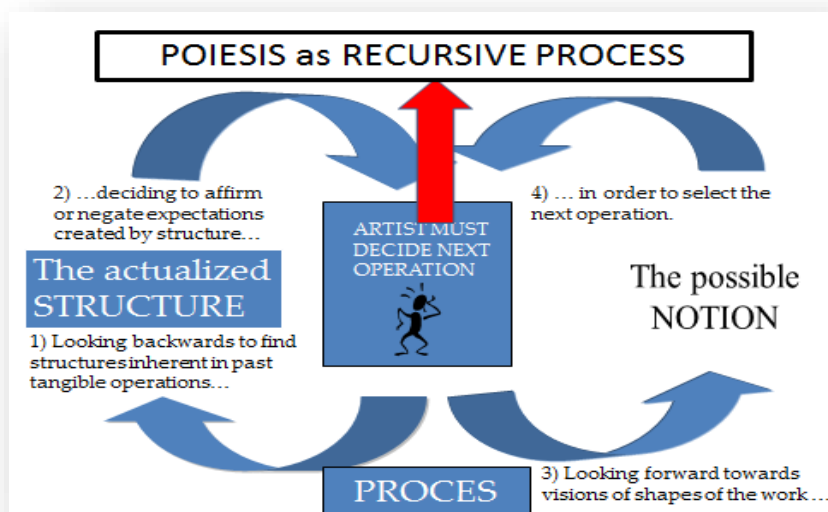 POIESIS as RECURSIVE PROCESS
2) ...deciding to affirm
or negate expectations
created by structure...
The actualized
STRUCTURE
1) Looking backwards to find
structures inherent in past
tangible operations...
ARTIST MUST
DECIDE NEXT
OPERATION
4) ... in order to select the
next operation.
The possible
NOTION
PROCES
3) Looking forward towards
visions of shapes of the work ...